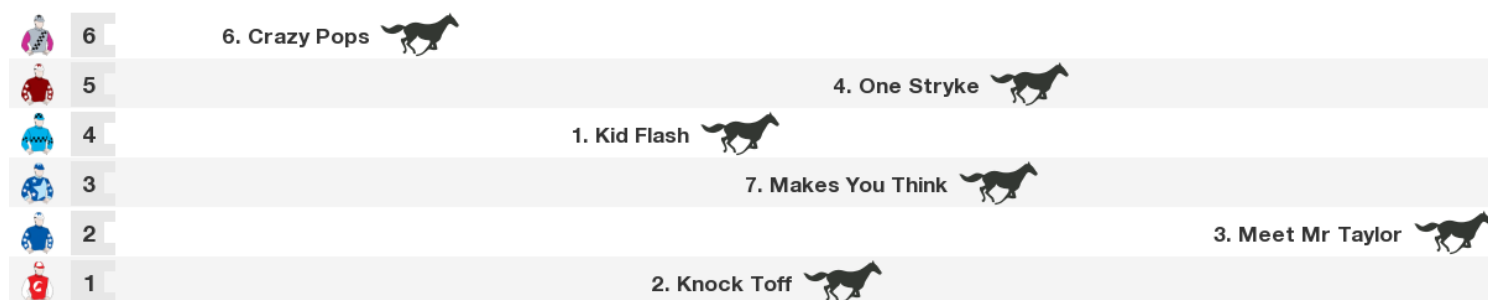 6 6. Crazy Pops
5 4. One Stryke
4 1. Kid Flash
3 7. Makes You Think
2 3. Meet Mr Taylor
1 2. Knock Toff